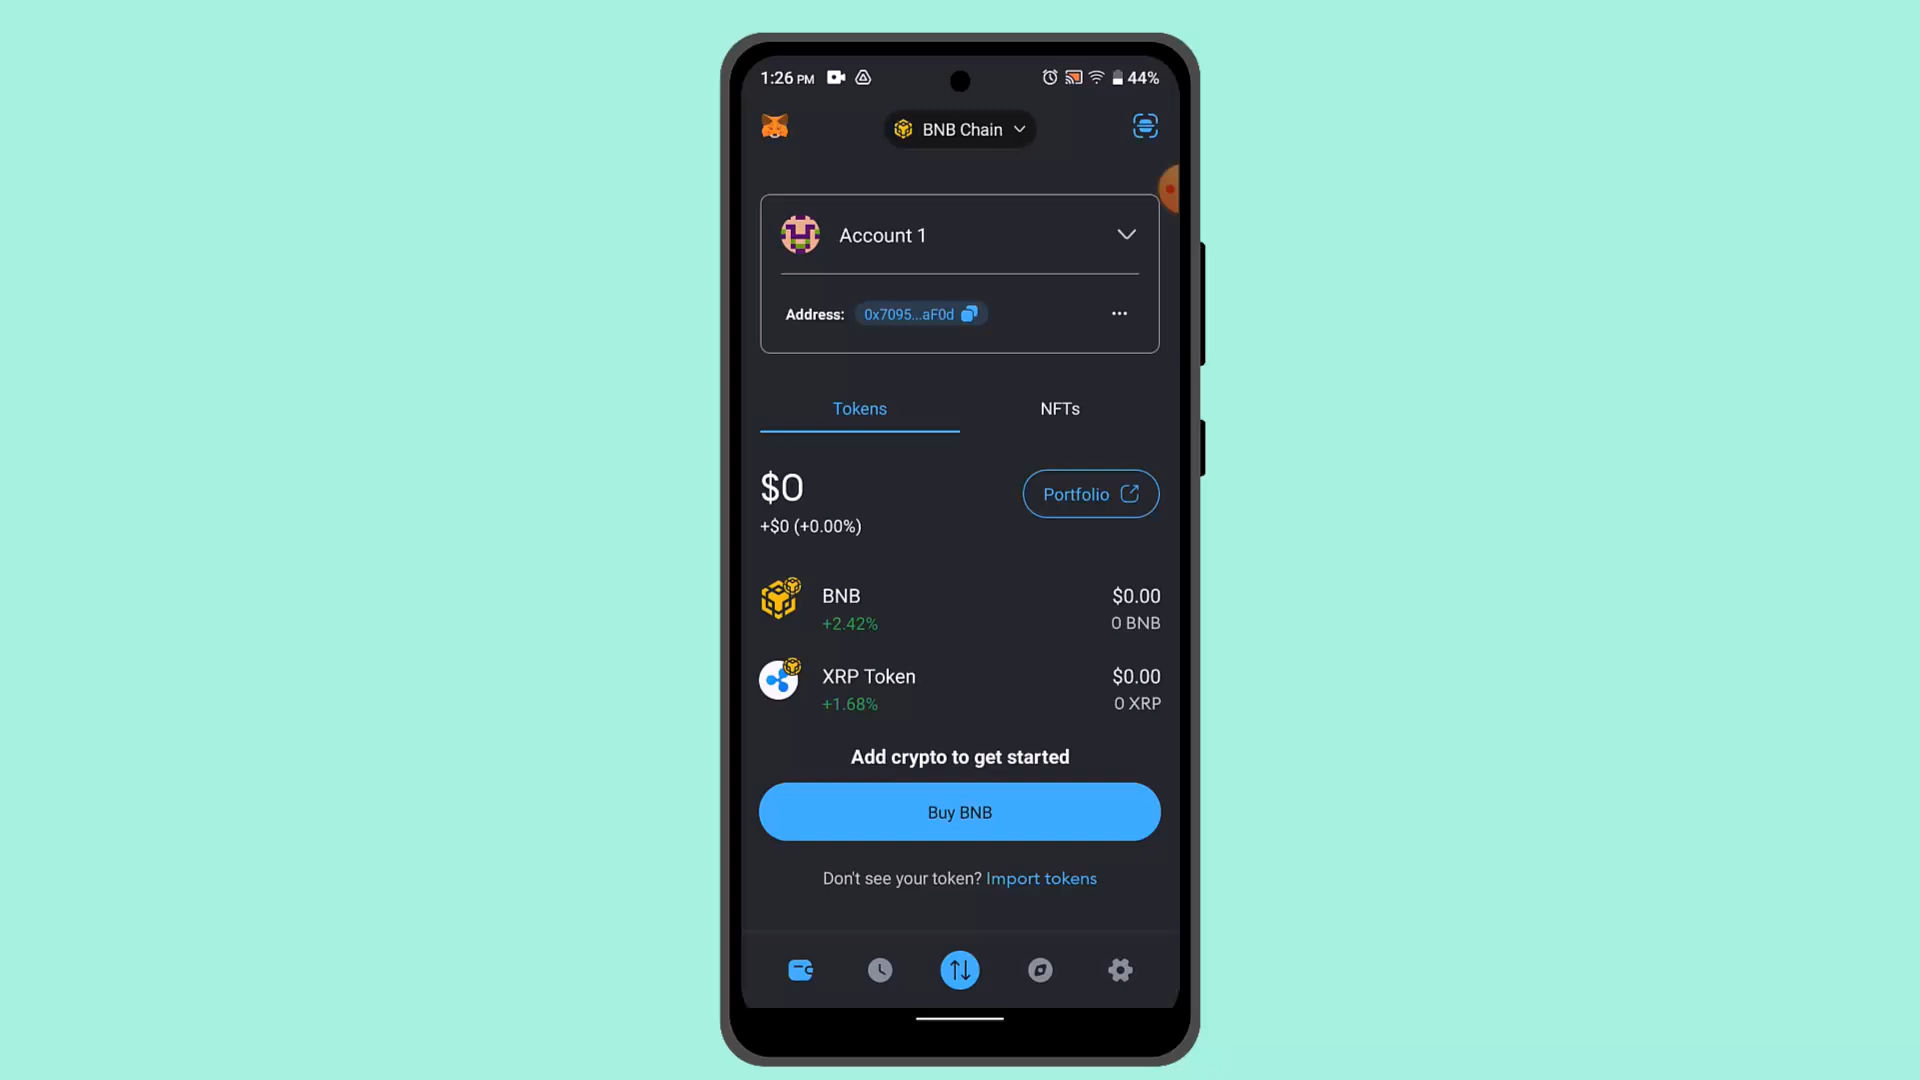 1:26 PM
44%
BNB Chain
Account 1
Address: 0x7095...aF0d
Tokens
NFTs
$0
Portfolio
+$0 (+0.00%)
BNB
$0.00
+2.42%
0 BNB
XRP Token
$0.00
+1.68%
0 XRP
Add crypto to get started
Buy BNB
Don't see your token? Import tokens